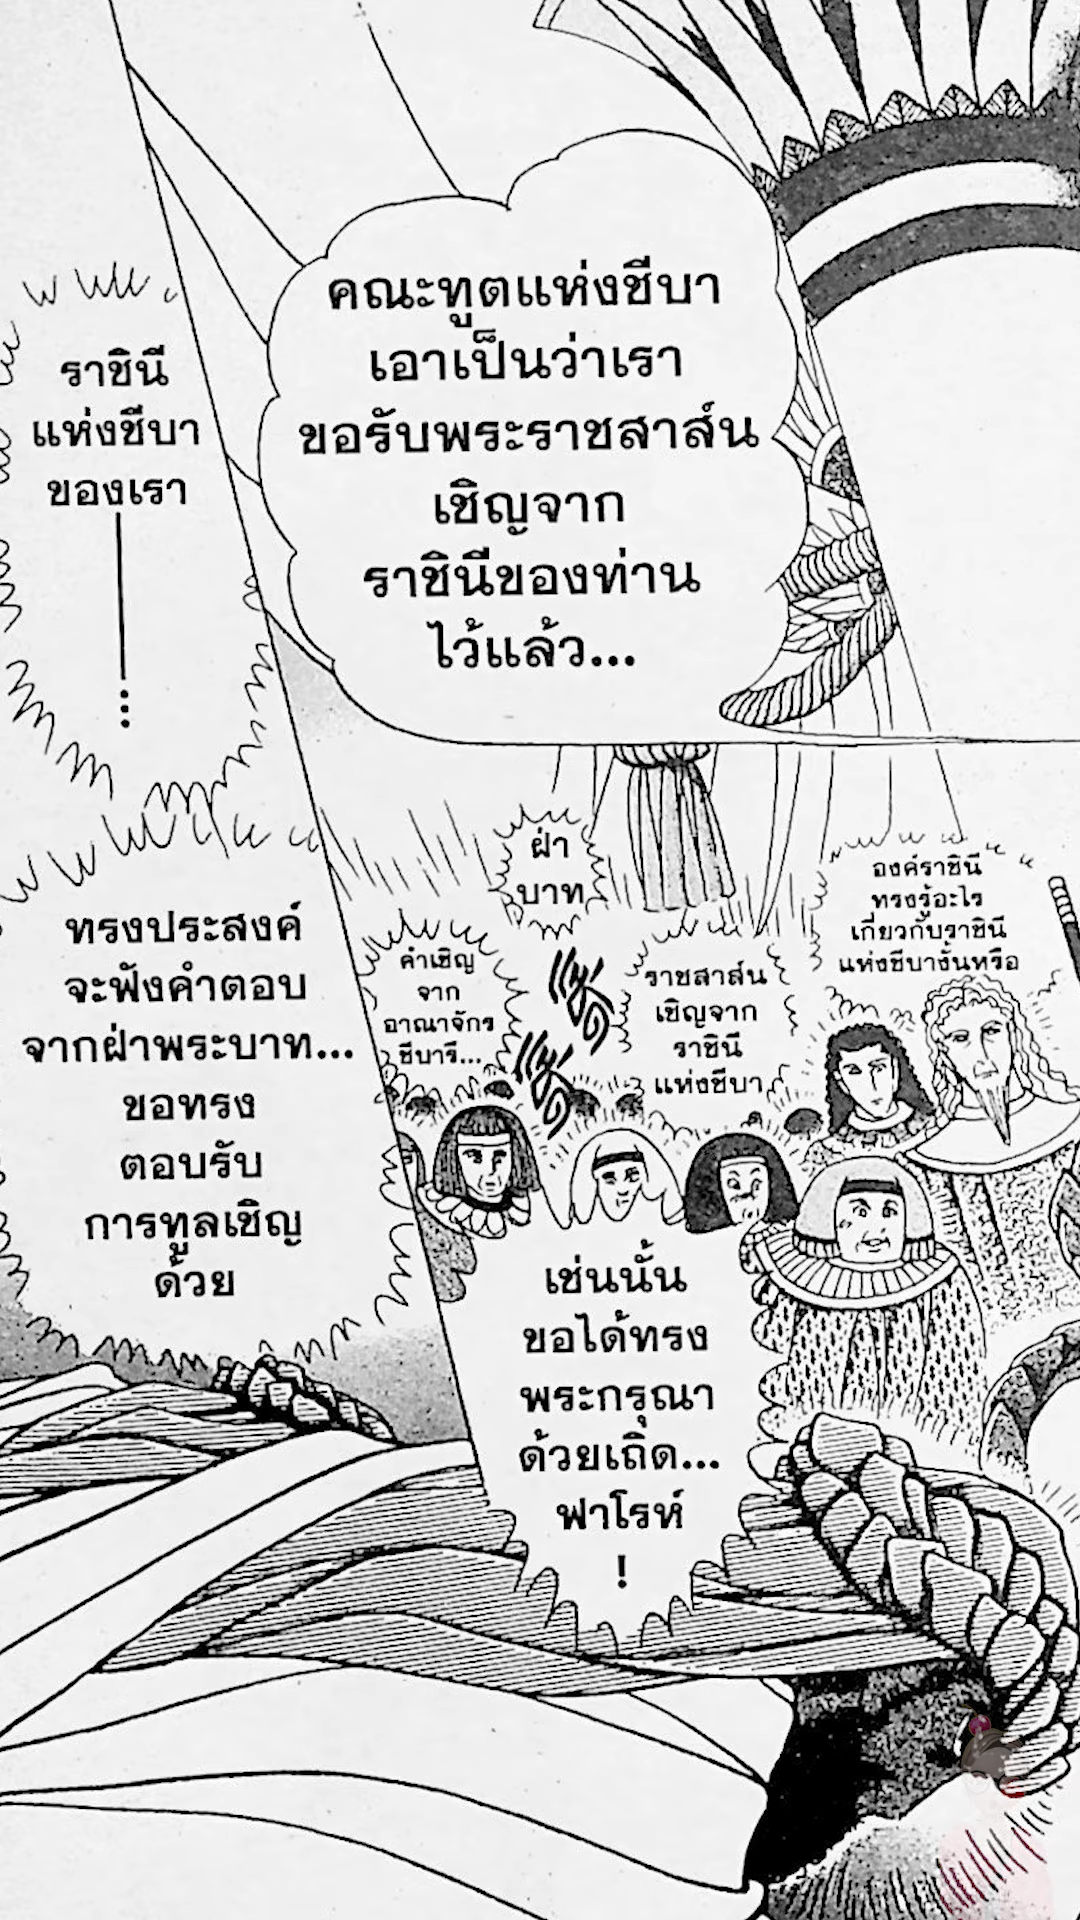 คณะทูตแห่งชีบา
เอาเป็นว่าเรา
ขอรับพระราชสาส์น
เชิญจาก
ราชินีของท่าน
ไว้แล้ว...
ราชินี
แห่งชีบา
ของเรา
—...
ทรงประสงค์
จะฟังคำตอบ
จากฝ่าพระบาท...
ขอทรง
ตอบรับ
การทูลเชิญ
ด้วย
ฝ่า
บาท
องค์ราชินี
ทรงรู้อะไร
เกี่ยวกับราชินี
แห่งชีบางั้นหรือ
ราชสาส์น
เชิญจาก
ราชินี
แห่งชีบา
คำเชิญ
จาก
อาณาจักร
ชีบารึ...
แซ่ด
แซ่ด
เช่นนั้น
ขอได้ทรง
พระกรุณา
ด้วยเถิด...
ฟาโรห์
!